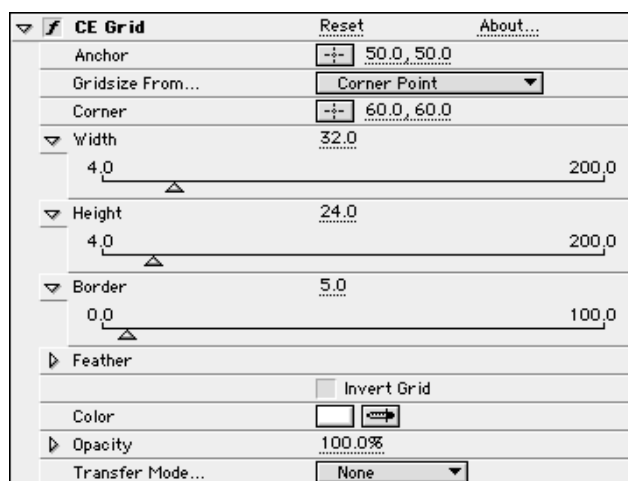 f CE Grid Reset About...
Anchor 50.0, 50.0
Gridsize From... Corner Point
Corner 60.0, 60.0
Width 32.0
4.0 200.0
Height 24.0
4.0 200.0
Border 5.0
0.0 100.0
Feather
Invert Grid
Color
Opacity 100.0%
Transfer Mode... None